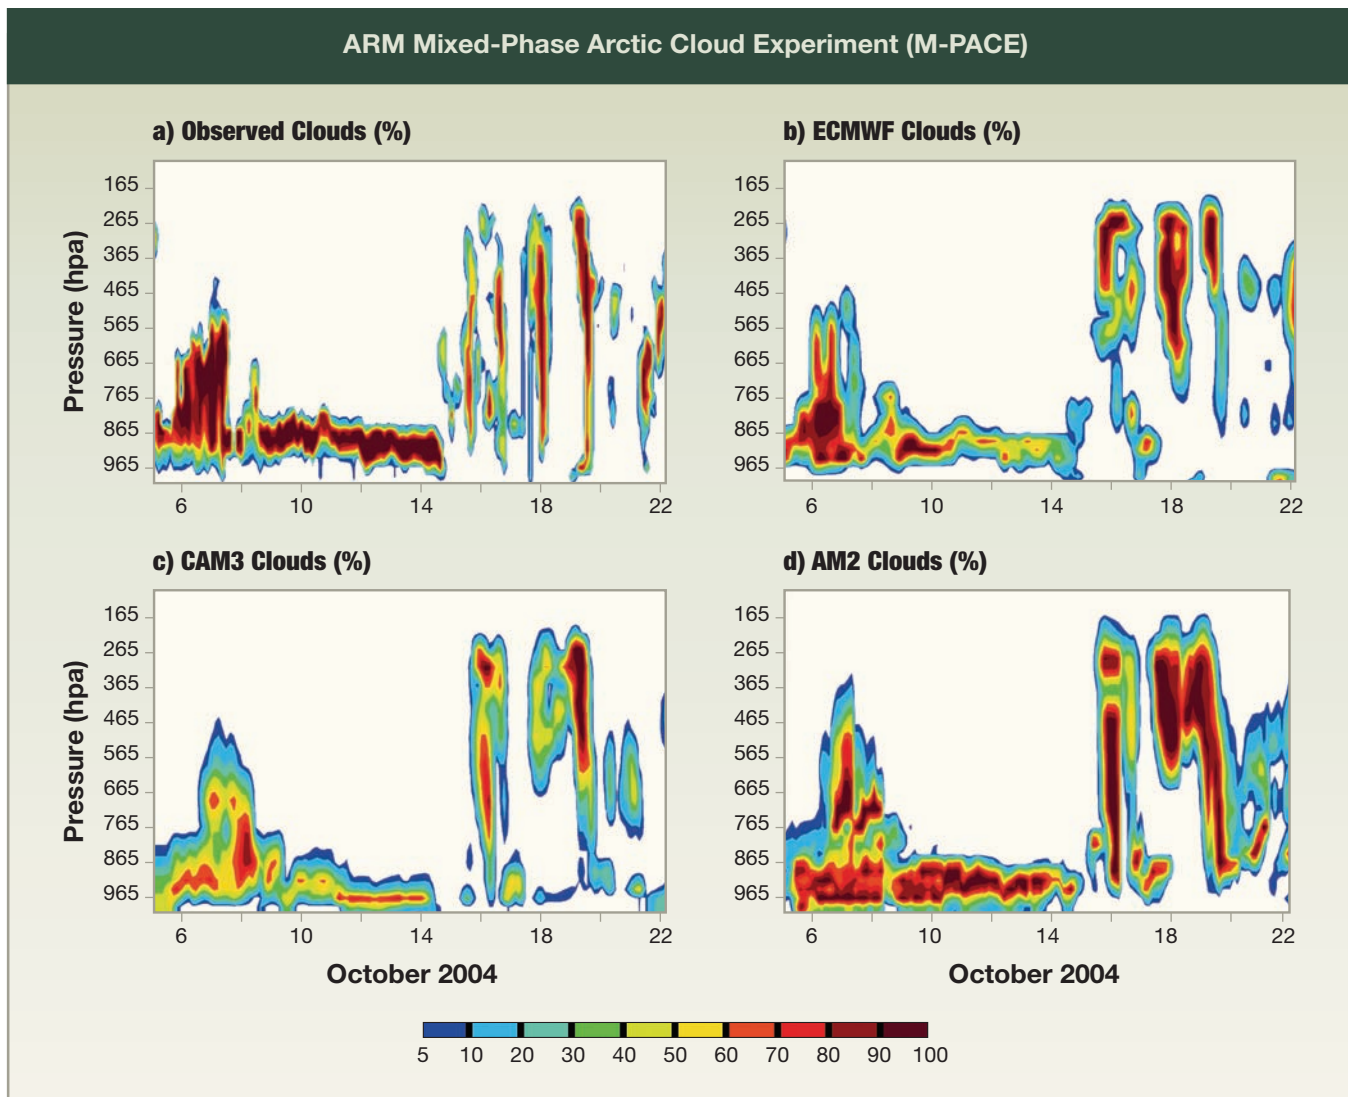 ARM Mixed-Phase Arctic Cloud Experiment (M-PACE)
a) Observed Clouds (%)
Pressure (hpa)
165
265
365
465
565
665
765
865
965
6 10 14 18 22
b) ECMWF Clouds (%)
165
265
365
465
565
665
765
865
965
6 10 14 18 22
c) CAM3 Clouds (%)
Pressure (hpa)
165
265
365
465
565
665
765
865
965
6 10 14 18 22
October 2004
d) AM2 Clouds (%)
165
265
365
465
565
665
765
865
965
6 10 14 18 22
October 2004
5 10 20 30 40 50 60 70 80 90 100